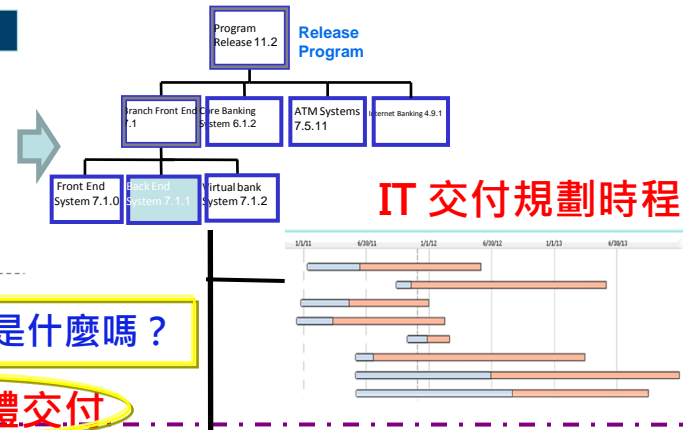 Program
Release 11.2
Release
Program
Branch Front End
7.1
Core Banking
System 6.1.2
ATM Systems
7.5.11
Internet Banking 4.9.1
Front End
System 7.1.0
Back End
System 7.1.1
Virtual bank
System 7.1.2
IT 交付規劃時程
1/1/11 6/30/11 1/1/12 6/30/12 1/1/13 6/30/13
是什麼嗎？
體交付